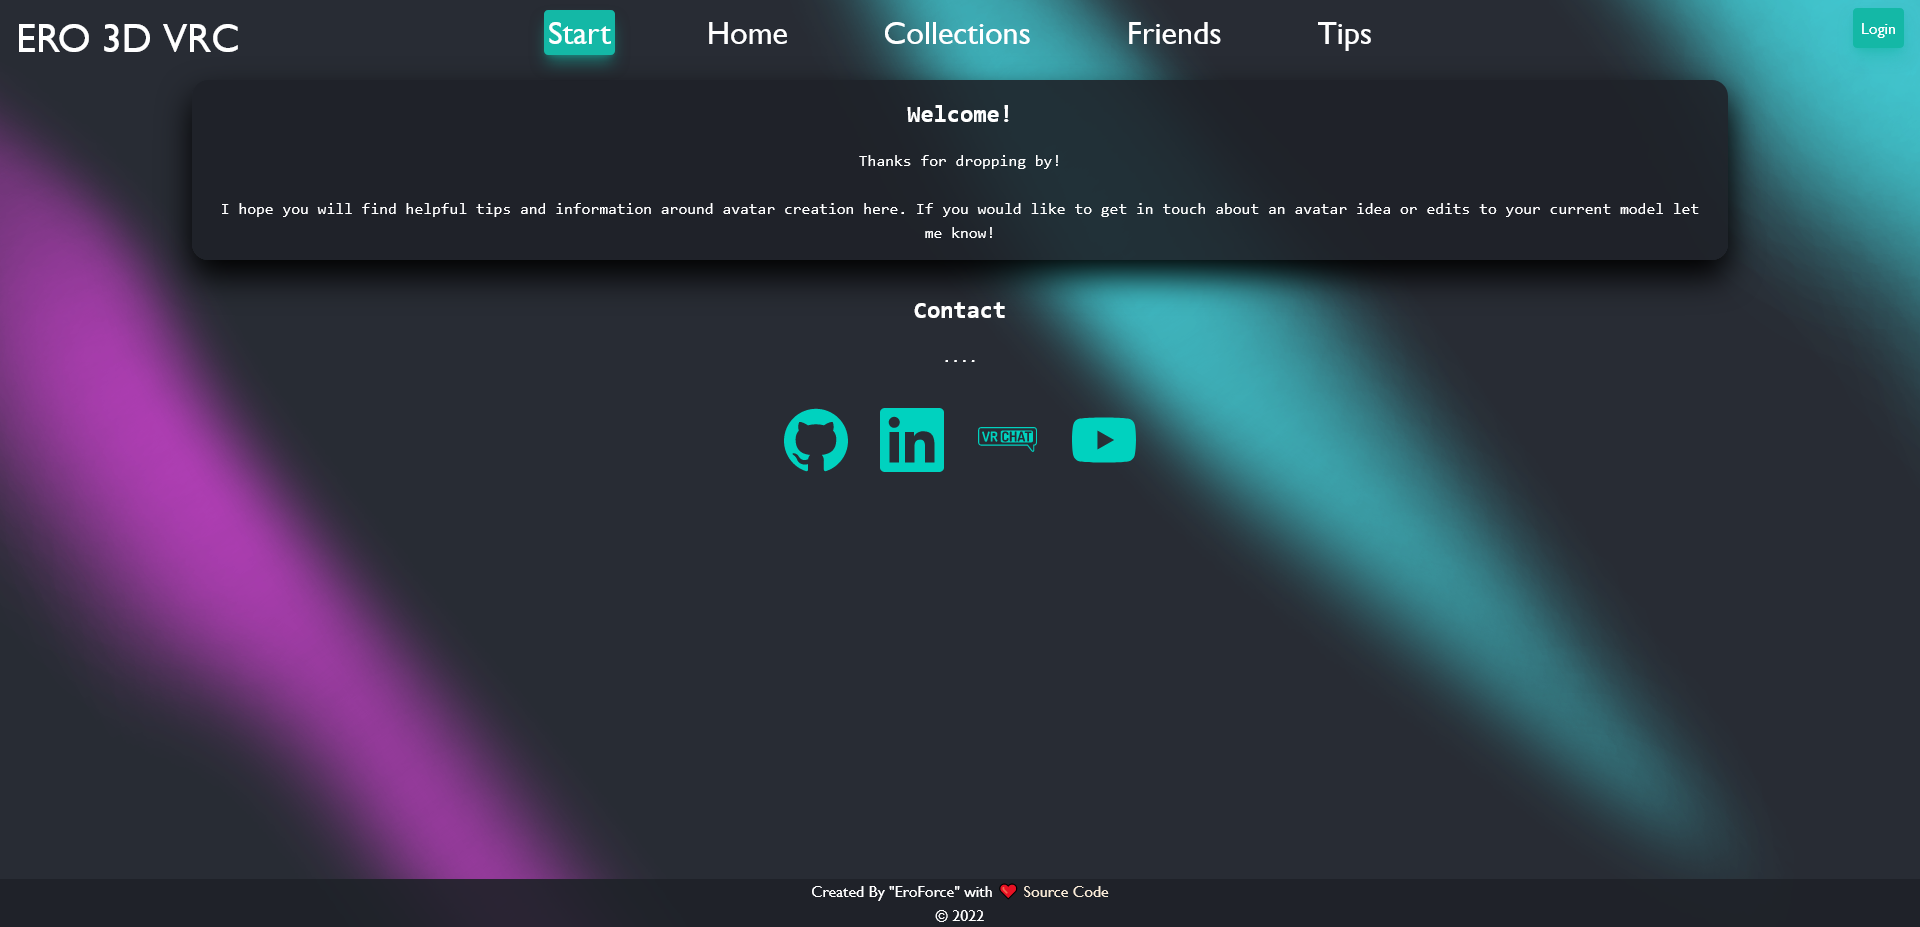 ERO 3D VRC
Start
Home
Collections
Friends
Tips
Login
Welcome!
Thanks for dropping by!
I hope you will find helpful tips and information around avatar creation here. If you would like to get in touch about an avatar idea or edits to your current model let
me know!
Contact
....
in
VRCHAT
Created By "EroForce" with ❤️ Source Code
© 2022